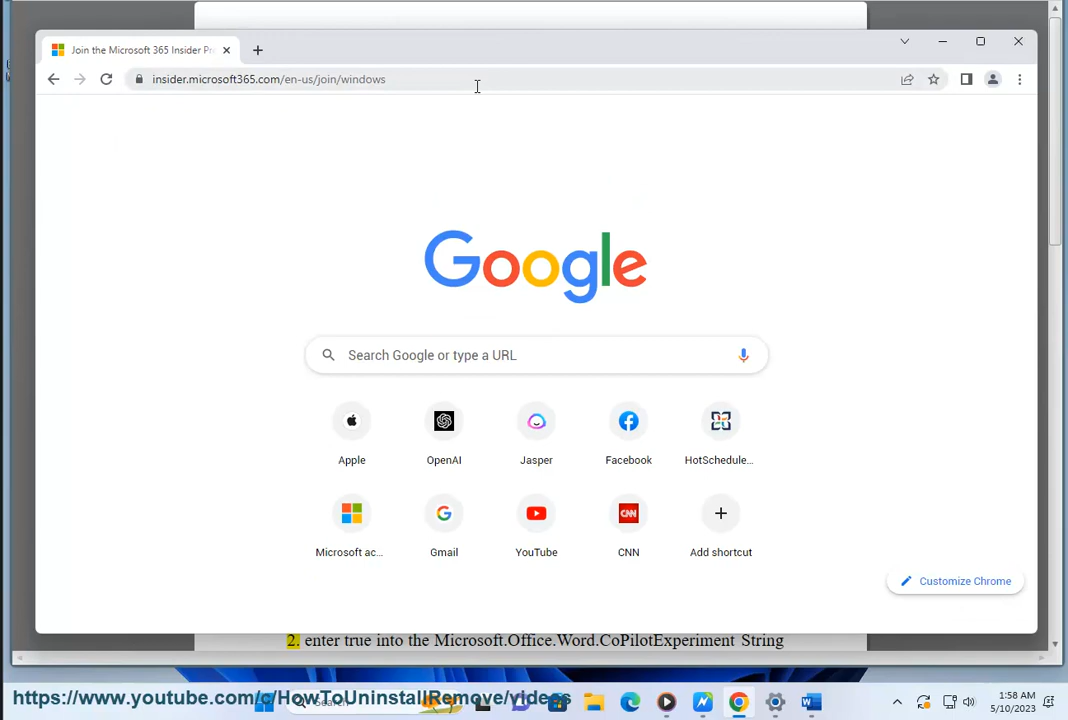 Join the Microsoft 365 Insider Pr
insider.microsoft365.com/en-us/join/windows
Google
Search Google or type a URL
Apple
OpenAI
Jasper
Facebook
HotSchedule...
Microsoft ac...
Gmail
YouTube
CNN
CNN
Add shortcut
Customize Chrome
2. enter true into the Microsoft.Office.Word.CoPilotExperiment String
https://www.youtube.com/c/HowToUninstallRemove/videos
Search
1:58 AM
5/10/2023